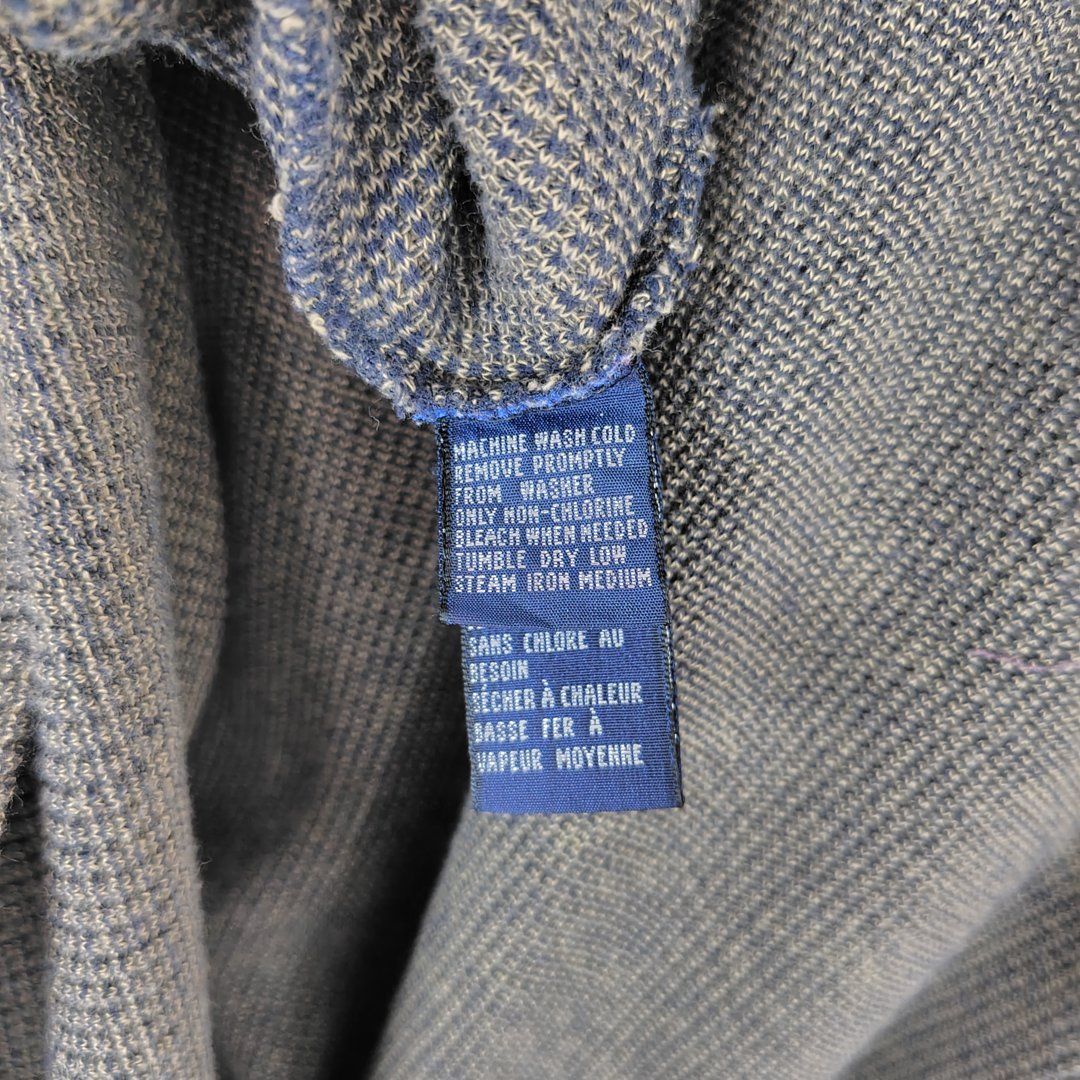 MACHINE WASH COLD
REMOVE PROMPTLY
FROM WASHER
ONLY NON-CHLORINE
BLEACH WHEN NEEDED
TUMBLE DRY LOW
STEAM IRON MEDIUM
SANS CHLORE AU
BESOIN
SÉCHER À CHALEUR
BASSE FER À
VAPEUR MOYENNE